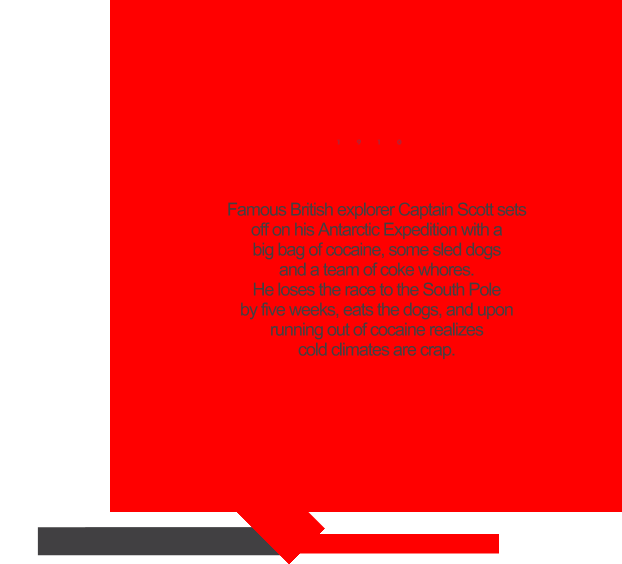 Famous British explorer Captain Scott sets
off on his Antarctic Expedition with a
big bag of cocaine, some sled dogs
and a team of coke whores.
He loses the race to the South Pole
by five weeks, eats the dogs, and upon
running out of cocaine realizes
cold climates are crap.